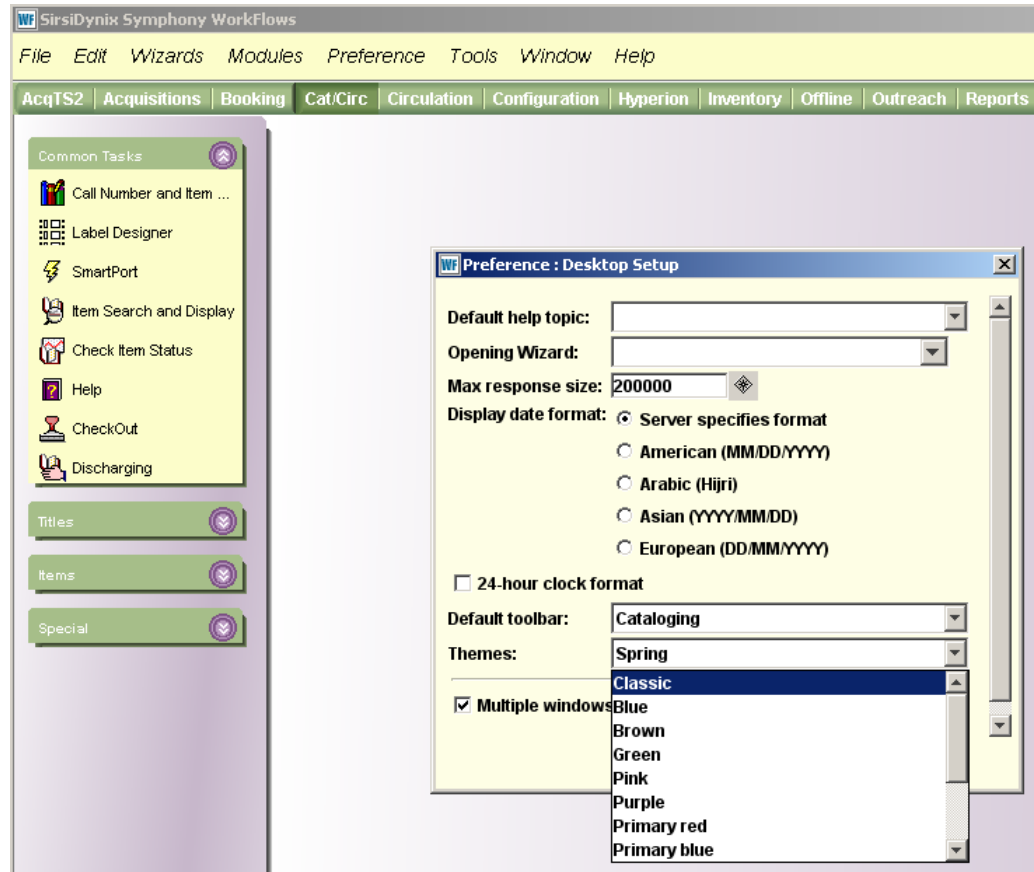 SirsiDynix Symphony WorkFlows
File Edit Wizards Modules Preference Tools Window Help
AcqTS2 Acquisitions Booking Cat/Circ Circulation Configuration Hyperion Inventory Offline Outreach Reports
Common Tasks
Call Number and Item ...
Label Designer
SmartPort
Item Search and Display
Check Item Status
Help
CheckOut
Discharging
Titles
Items
Special
WF Preference : Desktop Setup
Default help topic:
Opening Wizard:
Max response size: 200000
Display date format: Server specifies format
American (MM/DD/YYYY)
Arabic (Hijri)
Asian (YYYY/MM/DD)
European (DD/MM/YYYY)
24-hour clock format
Default toolbar: Cataloging
Themes: Spring
Classic
Multiple windows
Blue
Brown
Green
Pink
Purple
Primary red
Primary blue